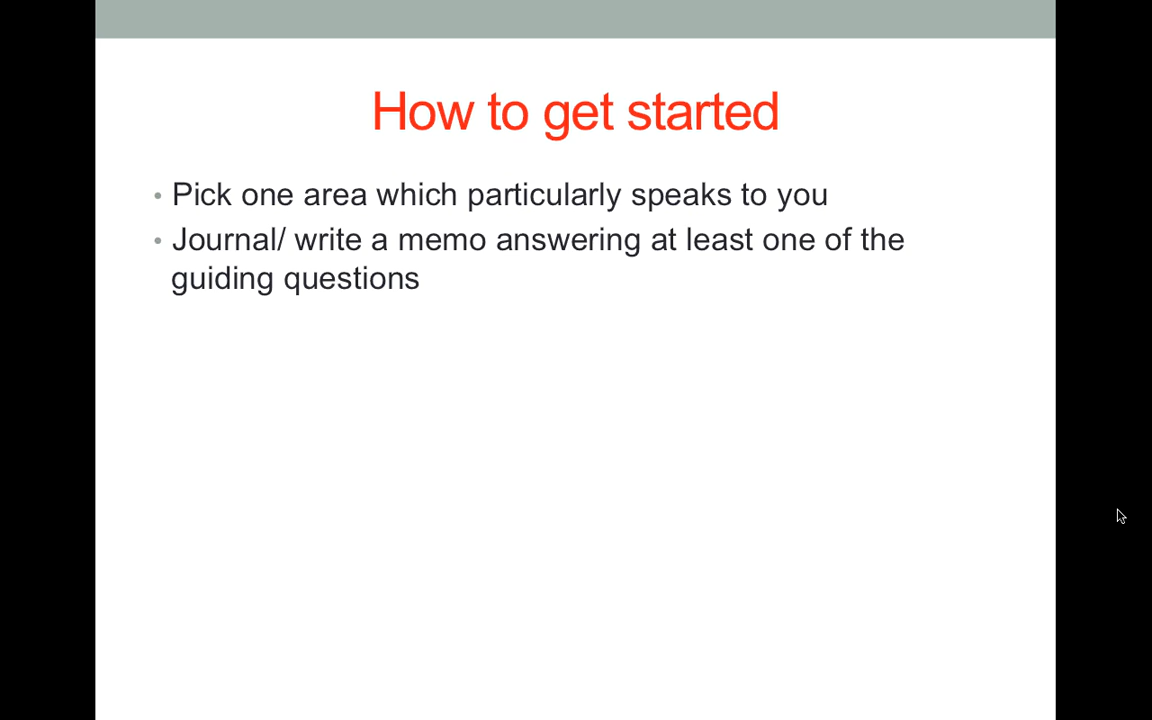 How to get started
• Pick one area which particularly speaks to you
• Journal/ write a memo answering at least one of the
guiding questions